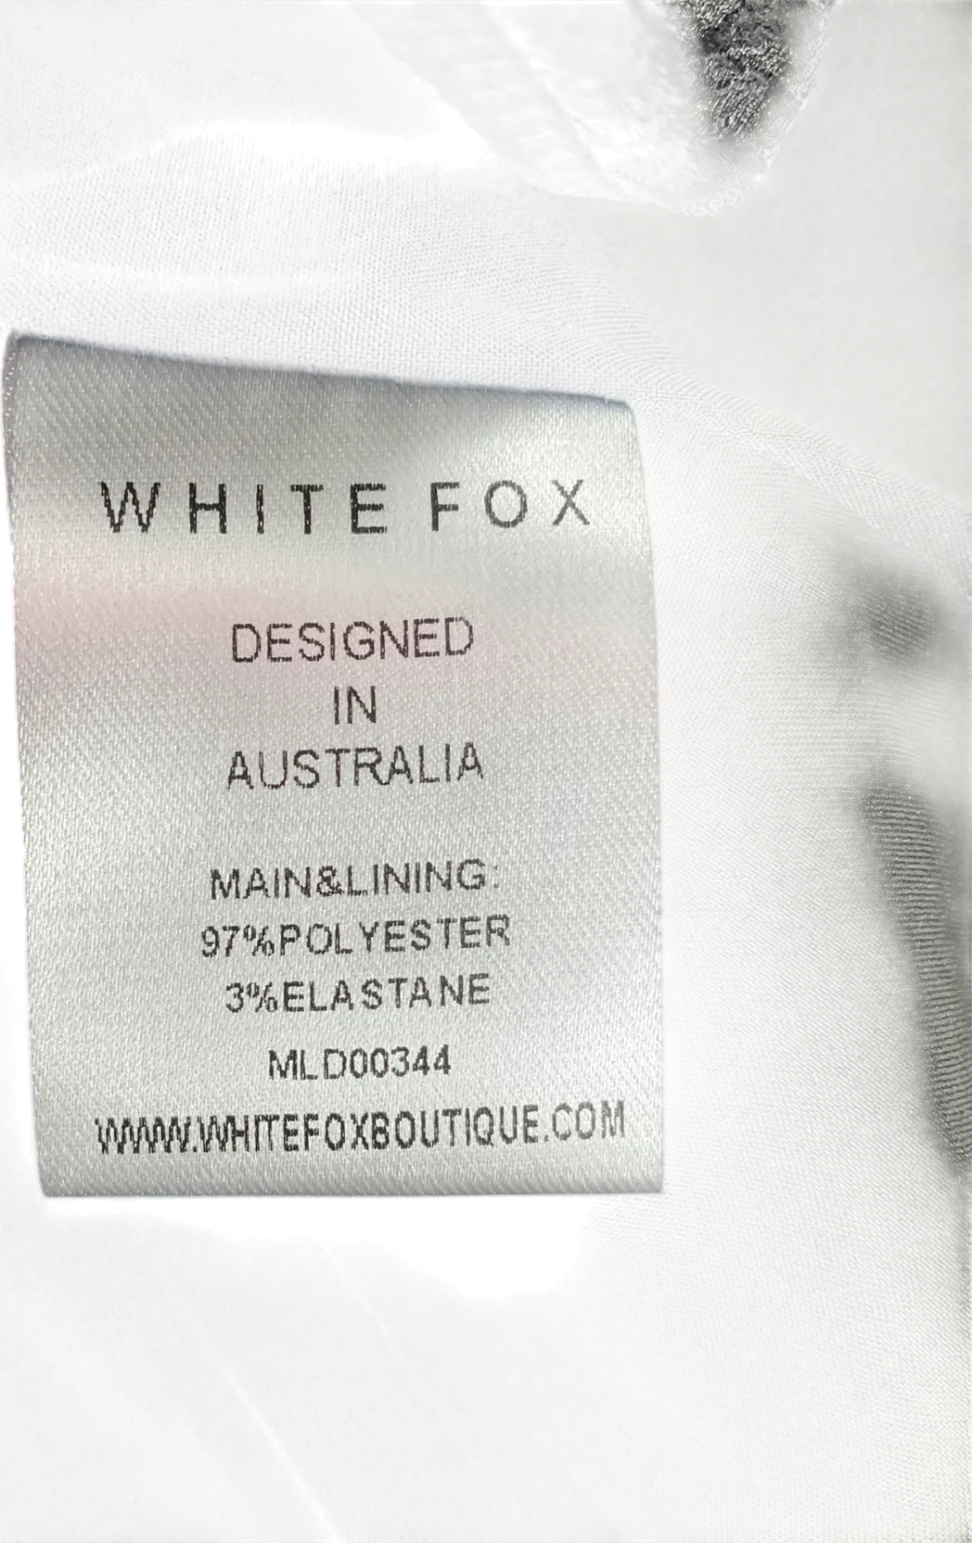 WHITE FOX
DESIGNED
IN
AUSTRALIA
MAIN&LINING:
97%POLYESTER
3%ELASTANE
MLD00344
WWW.WHITEFOXBOUTIQUE.COM